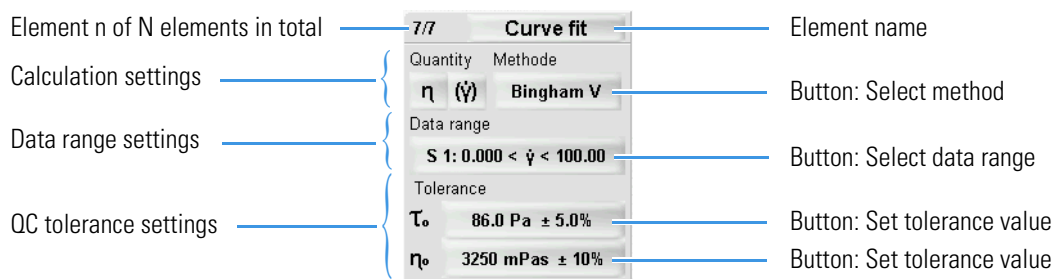 Element n of N elements in total
7/7 Curve fit
Element name
Calculation settings
Quantity Methode
η (γ̇) Bingham V
Button: Select method
Data range settings
Data range
S 1: 0.000 < γ̇ < 100.00
Button: Select data range
QC tolerance settings
Tolerance
τₒ 86.0 Pa ± 5.0%
Button: Set tolerance value
ηₒ 3250 mPas ± 10%
Button: Set tolerance value